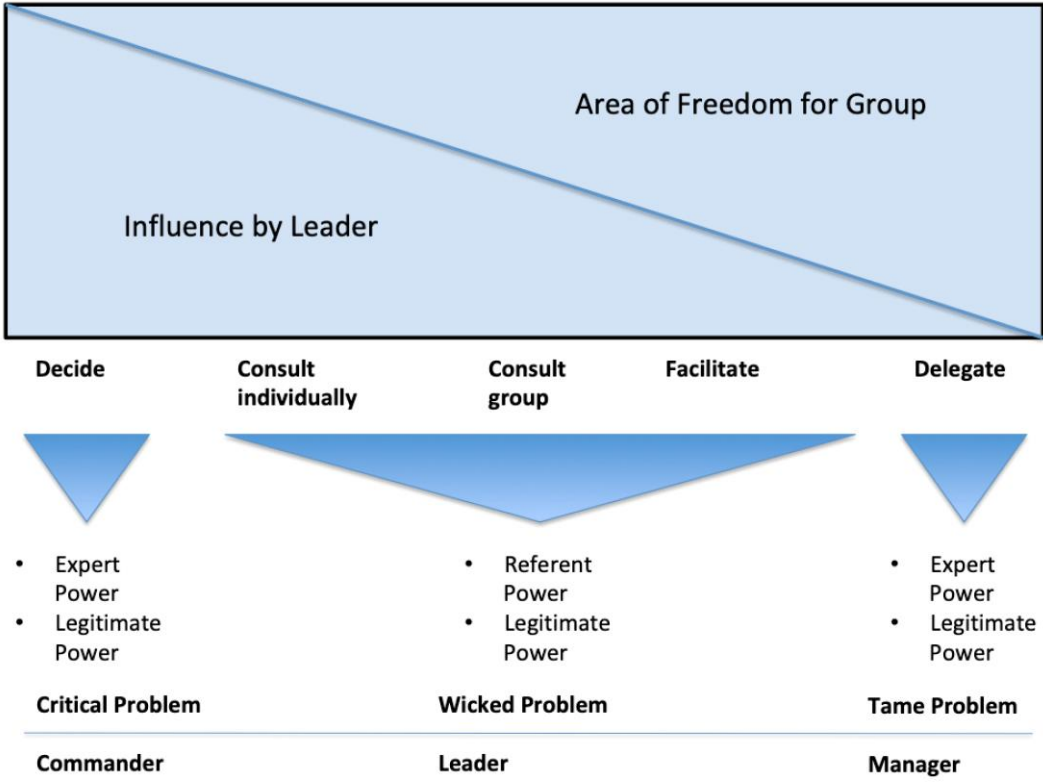 Area of Freedom for Group
Influence by Leader
Decide
Consult
individually
Consult
group
Facilitate
Delegate
• Expert
Power
• Legitimate
Power
• Referent
Power
• Legitimate
Power
• Expert
Power
• Legitimate
Power
Critical Problem
Wicked Problem
Tame Problem
Commander
Leader
Manager